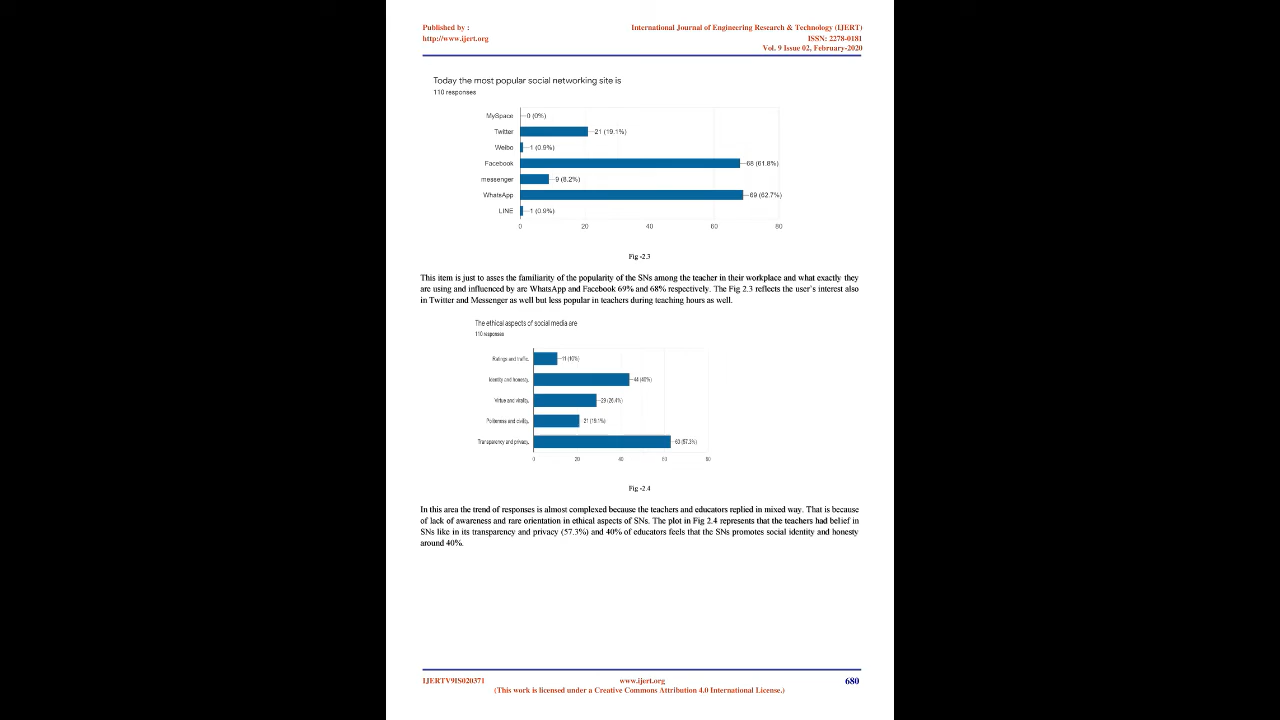 Published by :
International Journal of Engineering Research & Technology (IJERT)
http://www.ijert.org
ISSN: 2278-0181
Vol. 9 Issue 02, February-2020
Today the most popular social networking site is
110 responses
MySpace 0 (0%)
Twitter 21 (19.1%)
Weibo 1 (0.9%)
Facebook 68 (61.8%)
messenger 9 (8.2%)
WhatsApp 69 (62.7%)
LINE 1 (0.9%)
0 20 40 60 80
Fig -2.3
This item is just to asses the familiarity of the popularity of the SNs among the teacher in their workplace and what exactly they
are using and influenced by are WhatsApp and Facebook 69% and 68% respectively. The Fig 2.3 reflects the user's interest also
in Twitter and Messenger as well but less popular in teachers during teaching hours as well.
The ethical aspects of social media are
110 responses
Ratings and traffic. 11 (10%)
Identity and honesty. 44 (40%)
Virtue and virality. 29 (26.4%)
Politeness and civility. 21 (19.1%)
Transparency and privacy. 63 (57.3%)
0 20 40 60 80
Fig -2.4
In this area the trend of responses is almost complexed because the teachers and educators replied in mixed way. That is because
of lack of awareness and rare orientation in ethical aspects of SNs. The plot in Fig 2.4 represents that the teachers had belief in
SNs like in its transparency and privacy (57.3%) and 40% of educators feels that the SNs promotes social identity and honesty
around 40%.
IJERTV9IS020371
www.ijert.org
680
(This work is licensed under a Creative Commons Attribution 4.0 International License.)